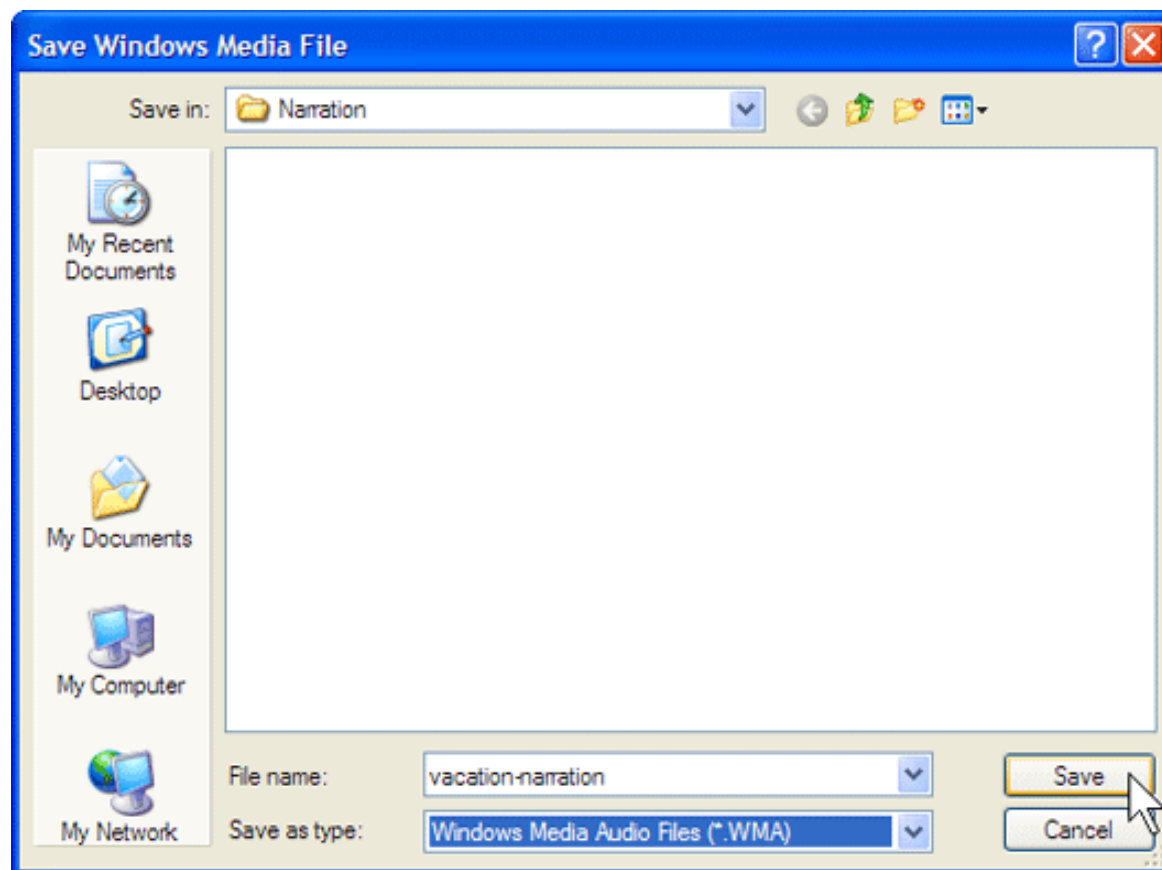 Save Windows Media File
Save in: Narration
My Recent
Documents
Desktop
My Documents
My Computer
My Network
File name: vacation-narration Save
Save as type: Windows Media Audio Files (*.WMA) Cancel